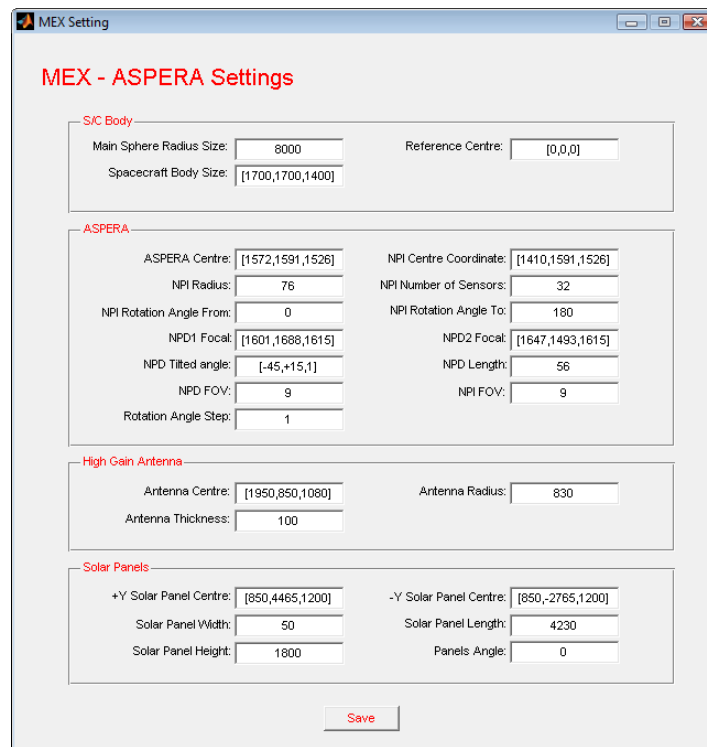 MEX Setting
MEX - ASPERA Settings
S/C Body
Main Sphere Radius Size: 8000 Reference Centre: [0,0,0]
Spacecraft Body Size: [1700,1700,1400]
ASPERA
ASPERA Centre: [1572,1591,1526] NPI Centre Coordinate: [1410,1591,1526]
NPI Radius: 76 NPI Number of Sensors: 32
NPI Rotation Angle From: 0 NPI Rotation Angle To: 180
NPD1 Focal: [1601,1688,1615] NPD2 Focal: [1647,1493,1615]
NPD Tilted angle: [-45,+15,1] NPD Length: 56
NPD FOV: 9 NPI FOV: 9
Rotation Angle Step: 1
High Gain Antenna
Antenna Centre: [1950,850,1080] Antenna Radius: 830
Antenna Thickness: 100
Solar Panels
+Y Solar Panel Centre: [850,4465,1200] -Y Solar Panel Centre: [850,-2765,1200]
Solar Panel Width: 50 Solar Panel Length: 4230
Solar Panel Height: 1800 Panels Angle: 0
Save